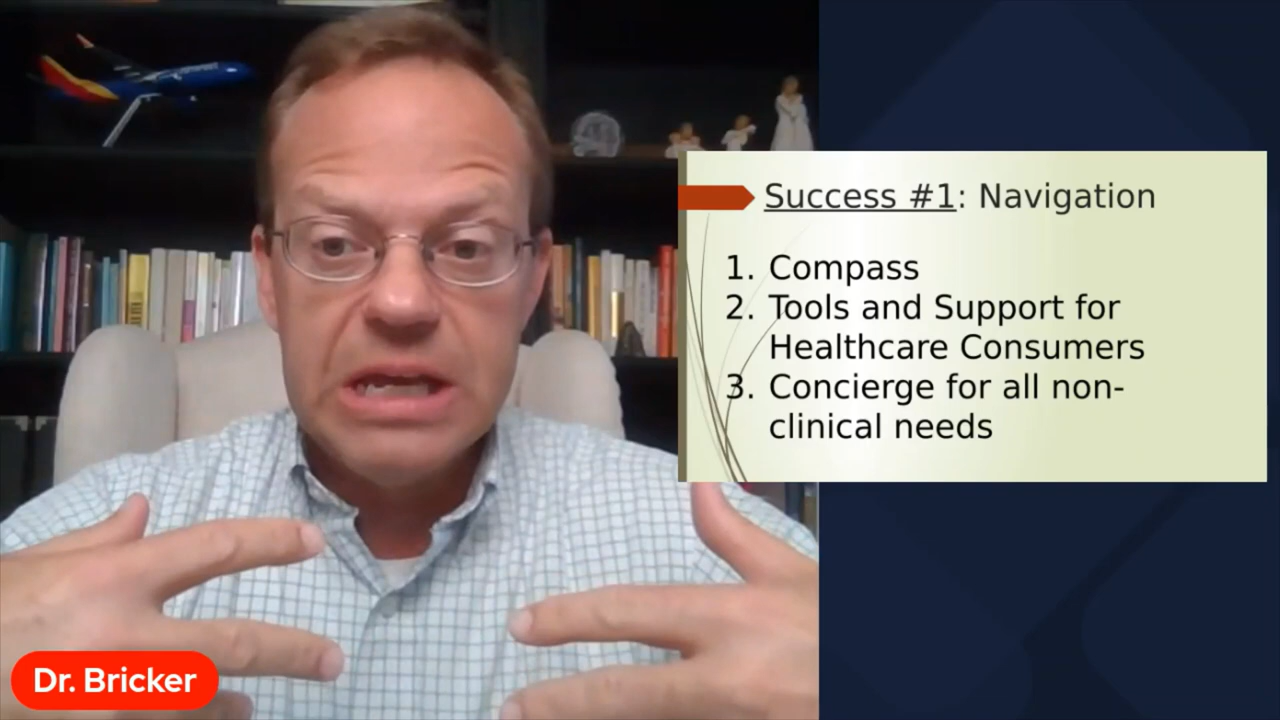 Success #1: Navigation
1. Compass
2. Tools and Support for
Healthcare Consumers
3. Concierge for all non-
clinical needs
Dr. Bricker